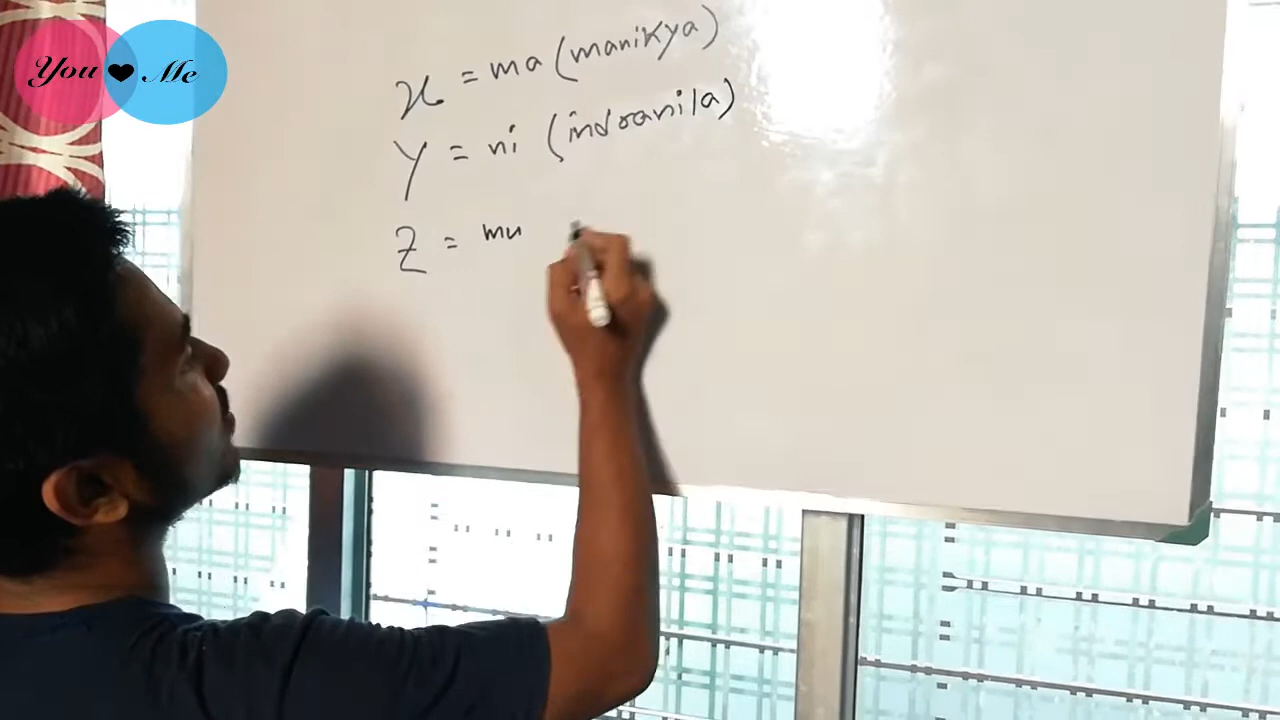 You ♥ Me
x = ma (manikya)
y = ni (indranila)
Z = mu